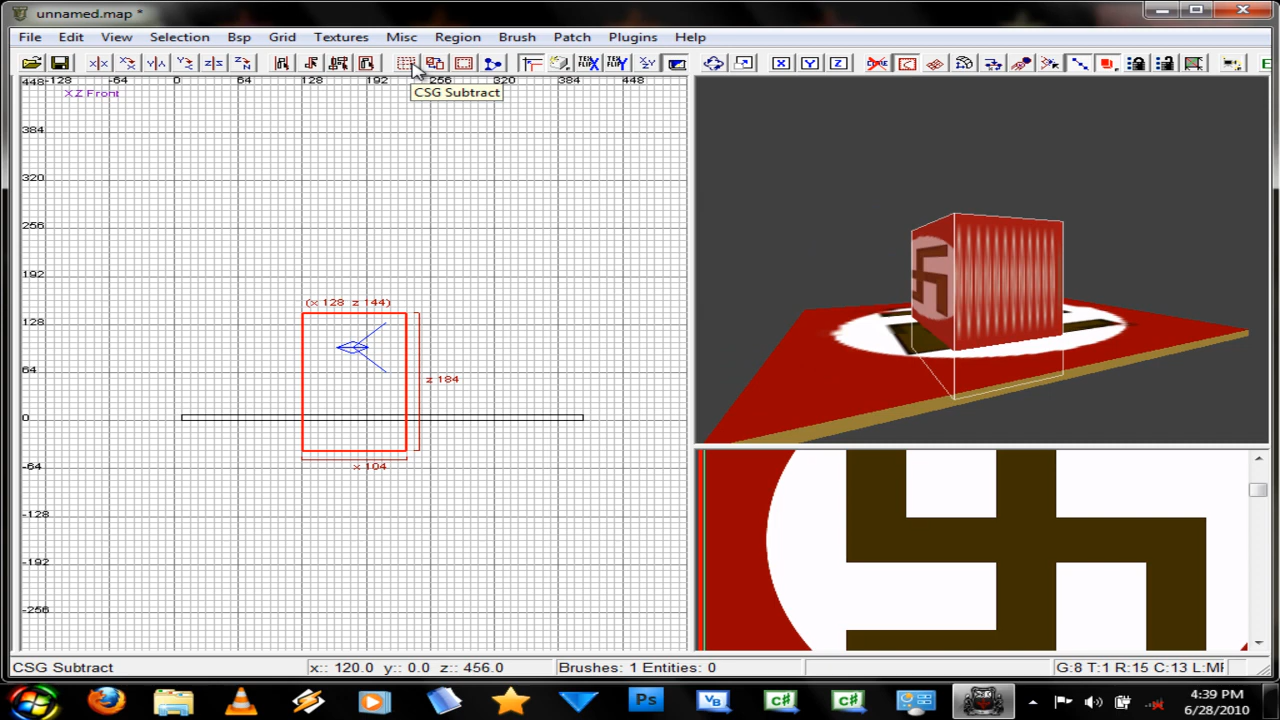 unnamed.map *
File Edit View Selection Bsp Grid Textures Misc Region Brush Patch Plugins Help
CSG Subtract
448 -128 -64 0 64 128 192 256 320 384 448
XZ Front
384
320
256
192
(x 128 z 144)
128
64
z 184
0
-64
x 104
-128
-192
-256
CSG Subtract x:: 120.0 y:: 0.0 z:: 456.0 Brushes: 1 Entities: 0 G:8 T:1 R:15 C:13 L:MR
Ps VB C# C# 4:39 PM
6/28/2010